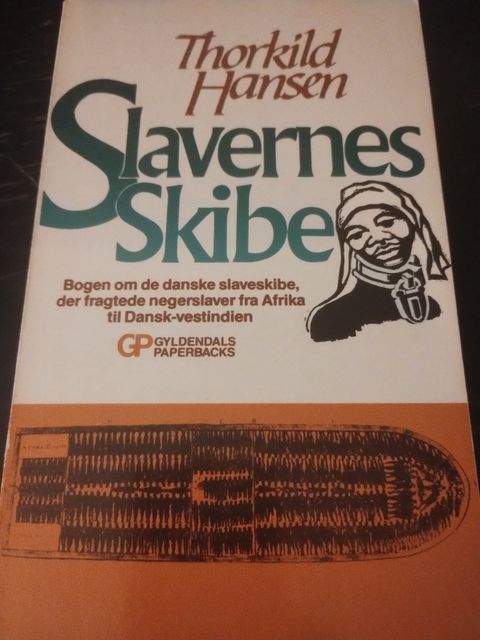 Thorkild
Hansen
Slavernes
Skibe
Bogen om de danske slaveskibe,
der fragtede negerslaver fra Afrika
til Dansk-vestindien
GP GYLDENDALS
PAPERBACKS